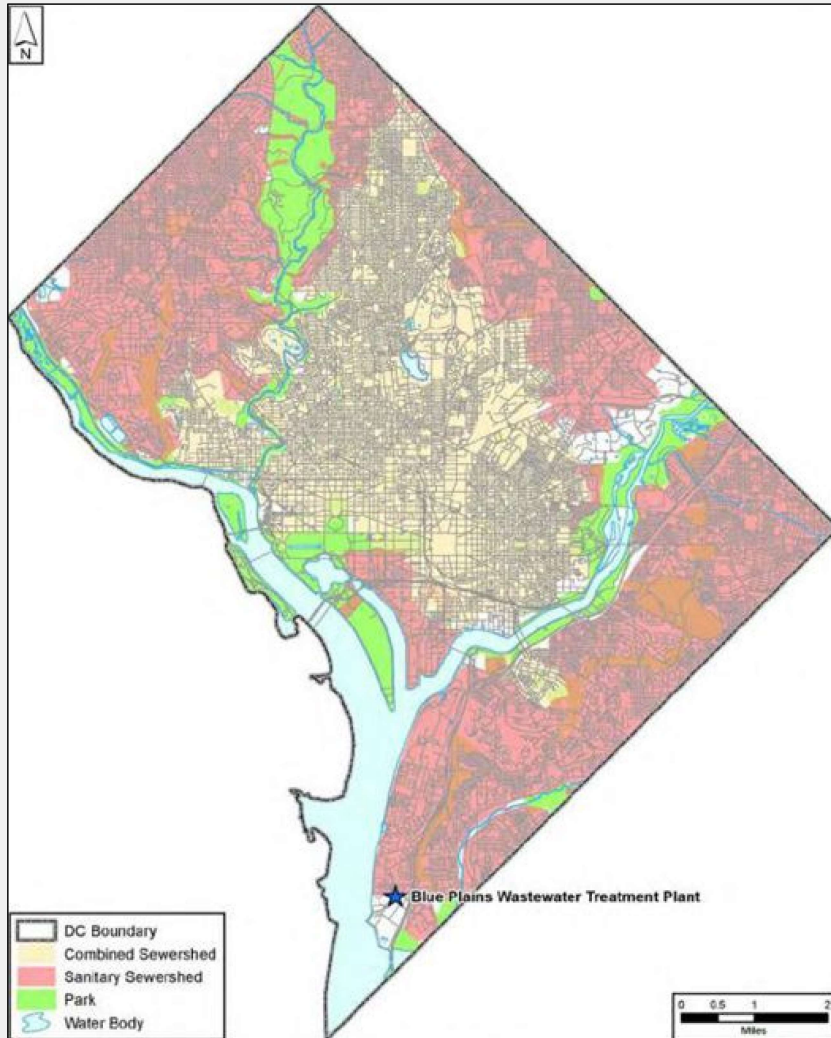 N
Blue Plains Wastewater Treatment Plant
DC Boundary
Combined Sewershed
Sanitary Sewershed
Park
Water Body
0 0.5 1 2
Miles